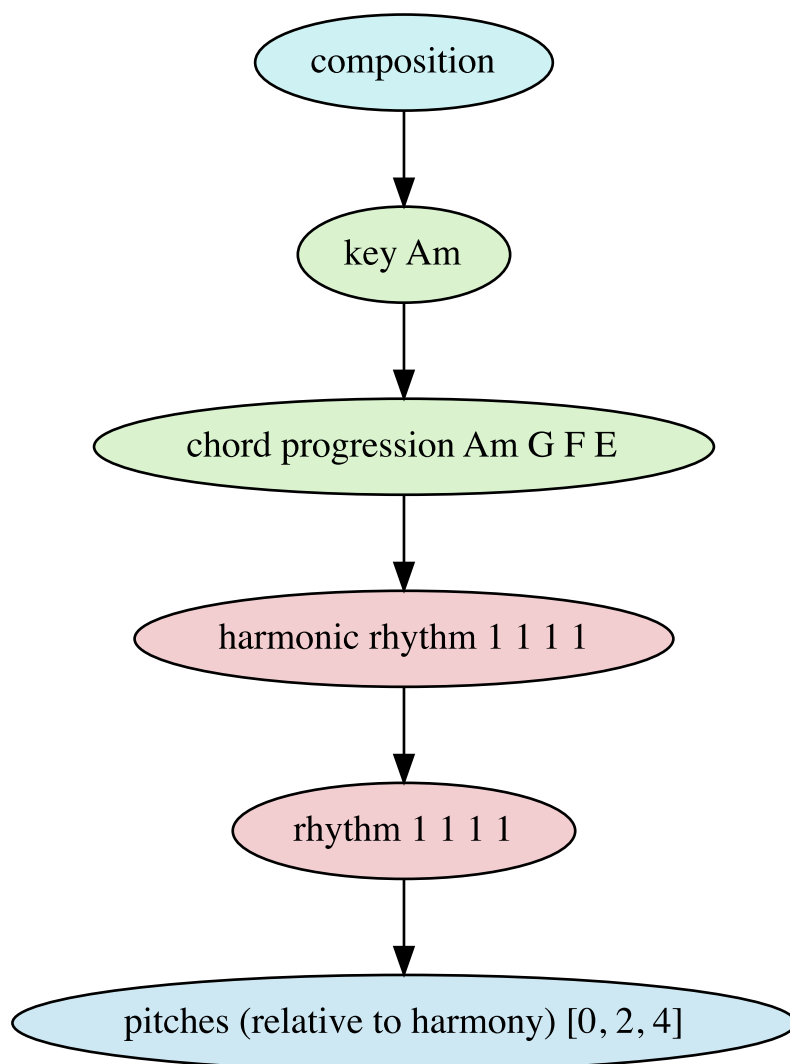 composition
key Am
chord progression Am G F E
harmonic rhythm 1 1 1 1
rhythm 1 1 1 1
pitches (relative to harmony) [0, 2, 4]